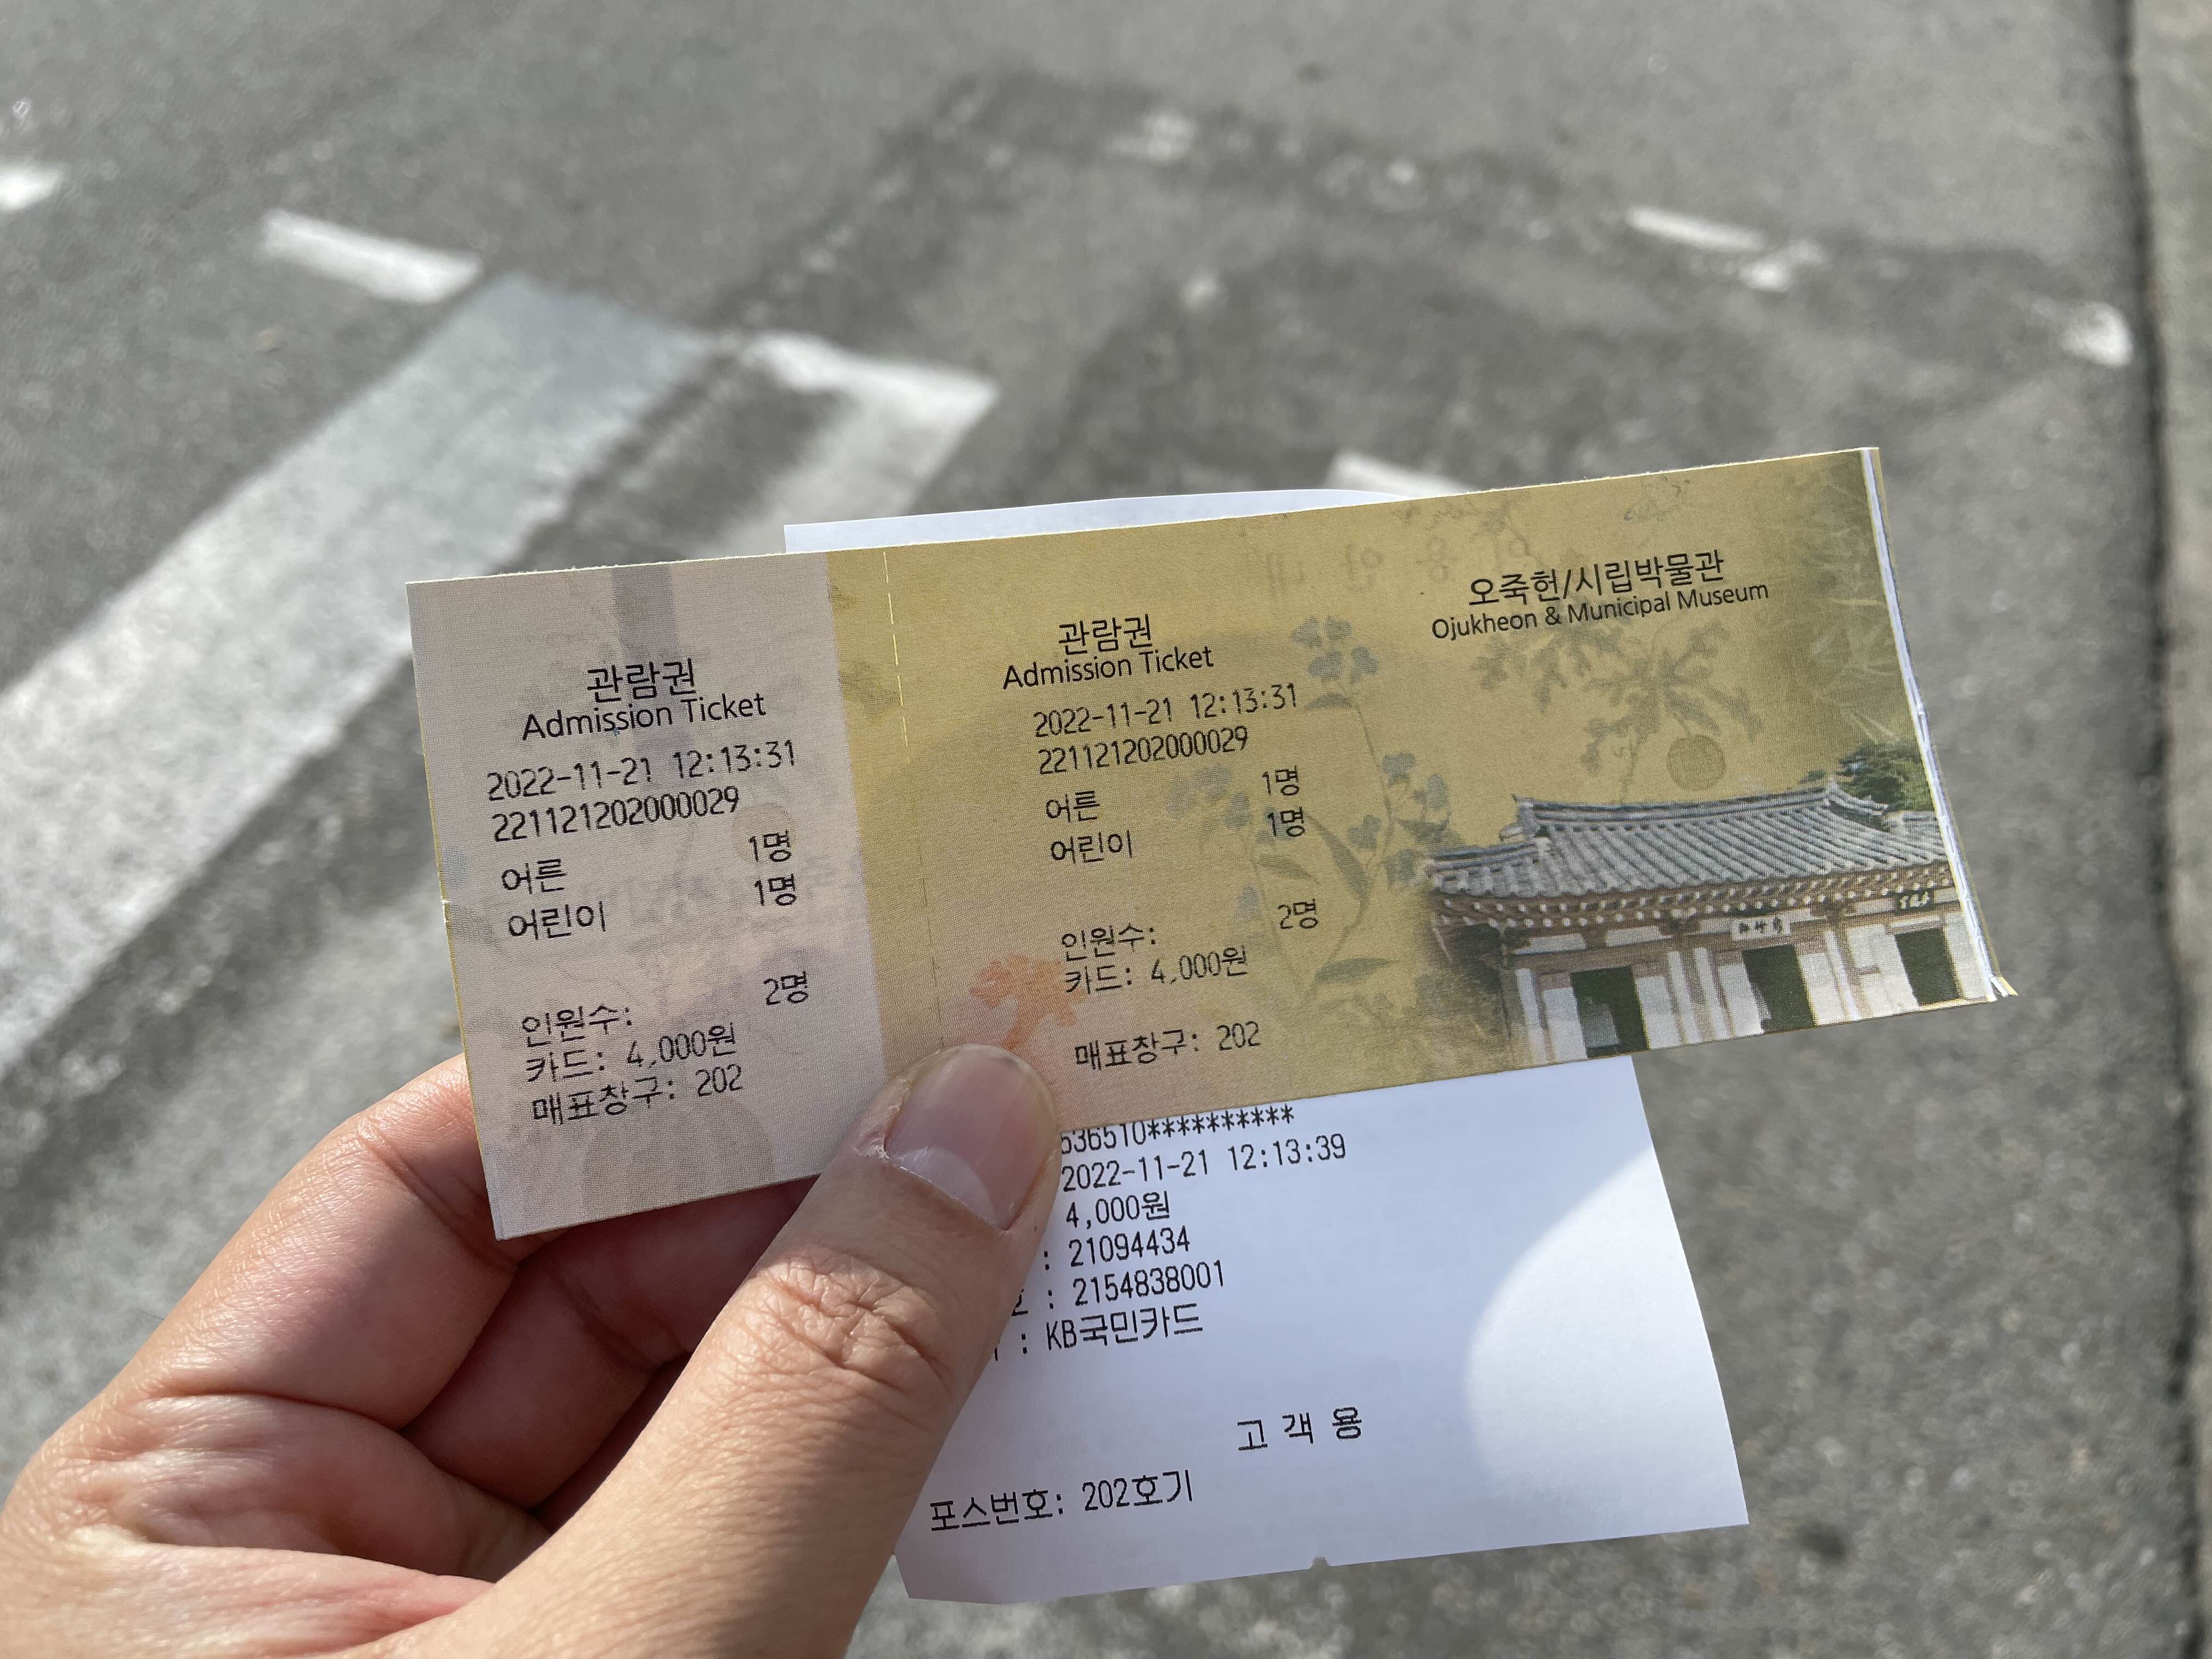 관람권
Admission Ticket
2022-11-21 12:13:31
221121202000029
어른 1명
어린이 1명
인원수: 2명
카드: 4,000원
매표창구: 202
관람권
Admission Ticket
2022-11-21 12:13:31
221121202000029
어른 1명
어린이 1명
인원수: 2명
카드: 4,000원
매표창구: 202
오죽헌/시립박물관
Ojukheon & Municipal Museum
536510**********
2022-11-21 12:13:39
4,000원
: 21094434
: 2154838001
: KB국민카드
고 객 용
포스번호: 202호기